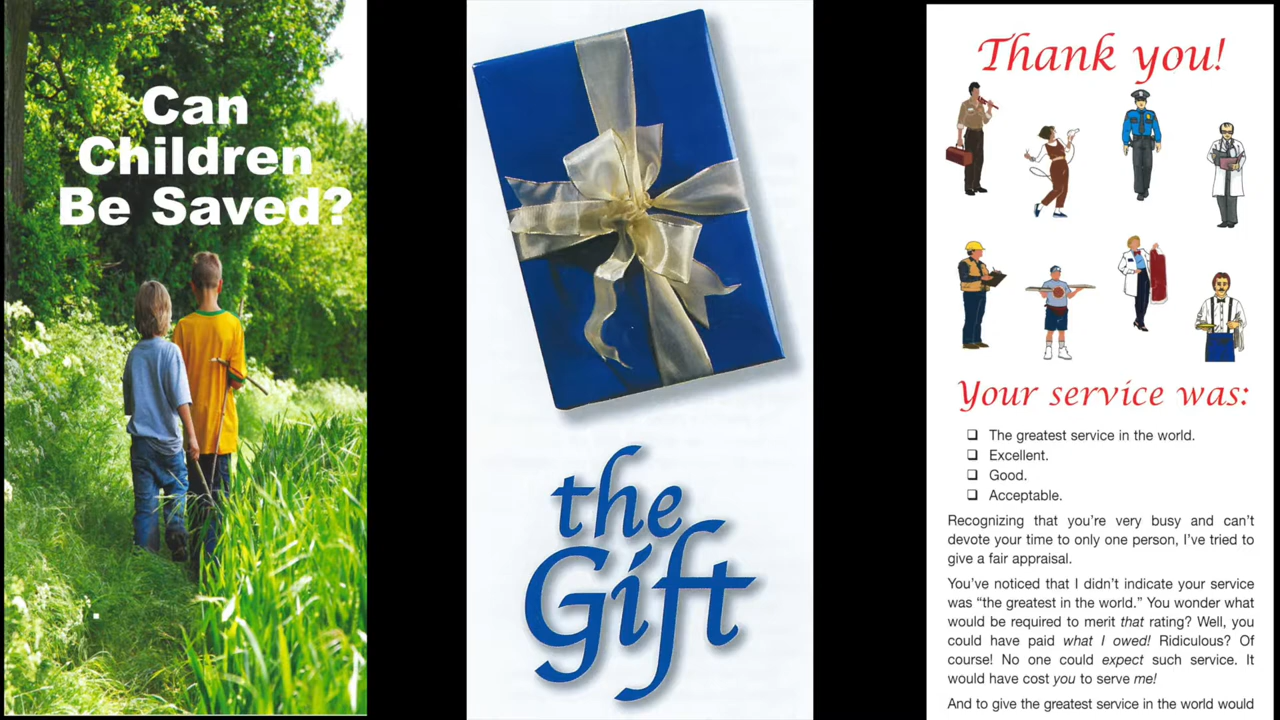 Can
Children
Be Saved?
the
Gift
Thank you!
Your service was:
❑ The greatest service in the world.
❑ Excellent.
❑ Good.
❑ Acceptable.
Recognizing that you're very busy and can't
devote your time to only one person, I've tried to
give a fair appraisal.
You've noticed that I didn't indicate your service
was “the greatest in the world.” You wonder what
would be required to merit that rating? Well, you
could have paid what I owed! Ridiculous? Of
course! No one could expect such service. It
would have cost you to serve me!
And to give the greatest service in the world would